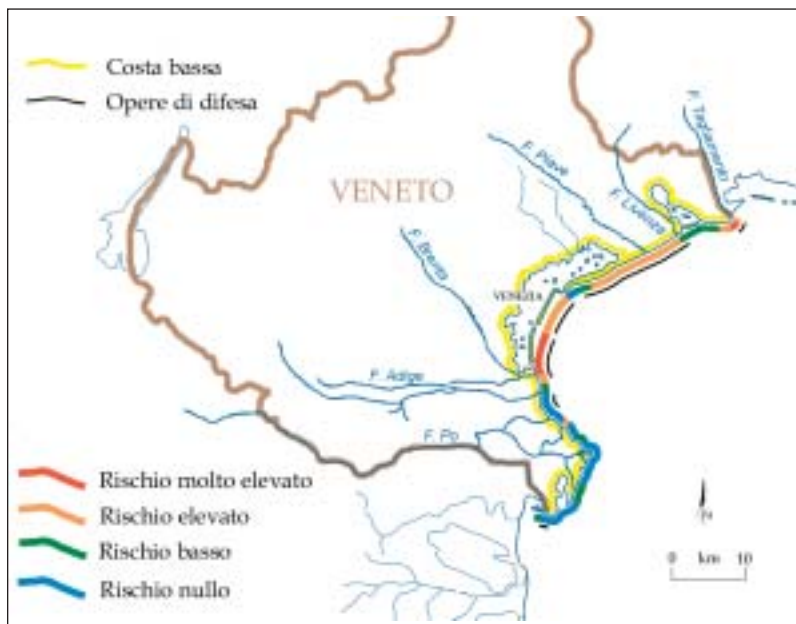 Costa bassa
Opere di difesa
F. Tagliamento
F. Piave
VENETO
F. Livenza
F. Brenta
VENEZIA
F. Adige
F. Po
Rischio molto elevato
Rischio elevato
N
Rischio basso
0 km 10
Rischio nullo